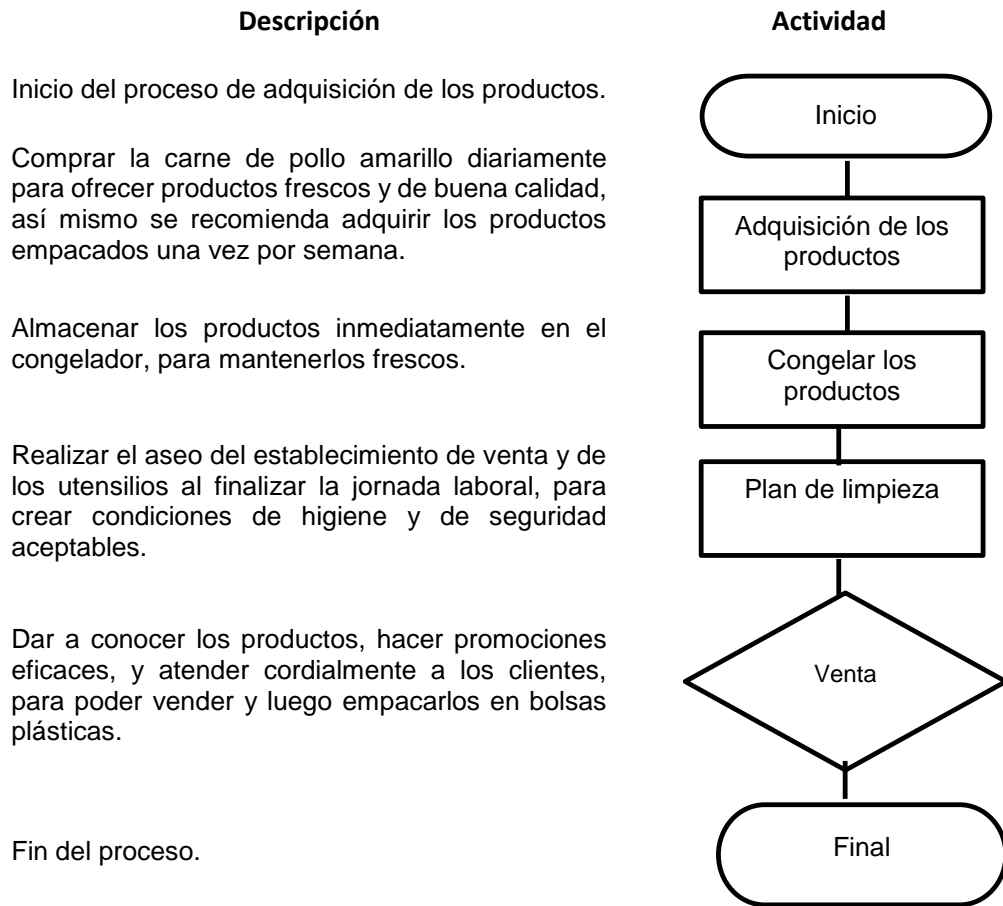 Descripción
Actividad
Inicio del proceso de adquisición de los productos.
Inicio
Comprar la carne de pollo amarillo diariamente
para ofrecer productos frescos y de buena calidad,
así mismo se recomienda adquirir los productos
empacados una vez por semana.
Adquisición de los
productos
Almacenar los productos inmediatamente en el
congelador, para mantenerlos frescos.
Congelar los
productos
Realizar el aseo del establecimiento de venta y de
los utensilios al finalizar la jornada laboral, para
crear condiciones de higiene y de seguridad
aceptables.
Plan de limpieza
Dar a conocer los productos, hacer promociones
eficaces, y atender cordialmente a los clientes,
para poder vender y luego empacarlos en bolsas
plásticas.
Venta
Fin del proceso.
Final